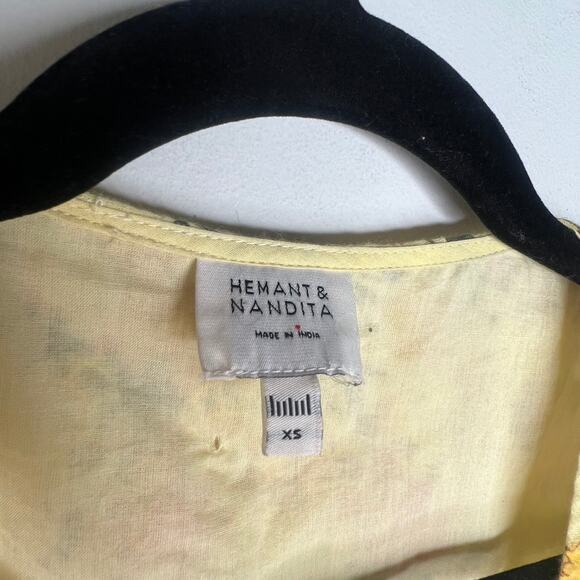 HEMANT &
NANDITA
MADE IN INDIA
XS